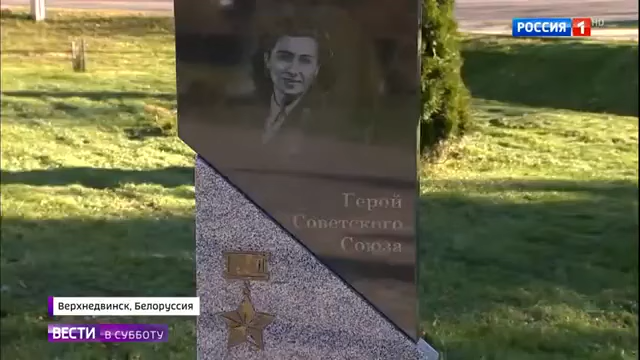 РОССИЯ 1 HD
Герой
Советского
Союза
Верхнедвинск, Белоруссия
ВЕСТИ В СУББОТУ